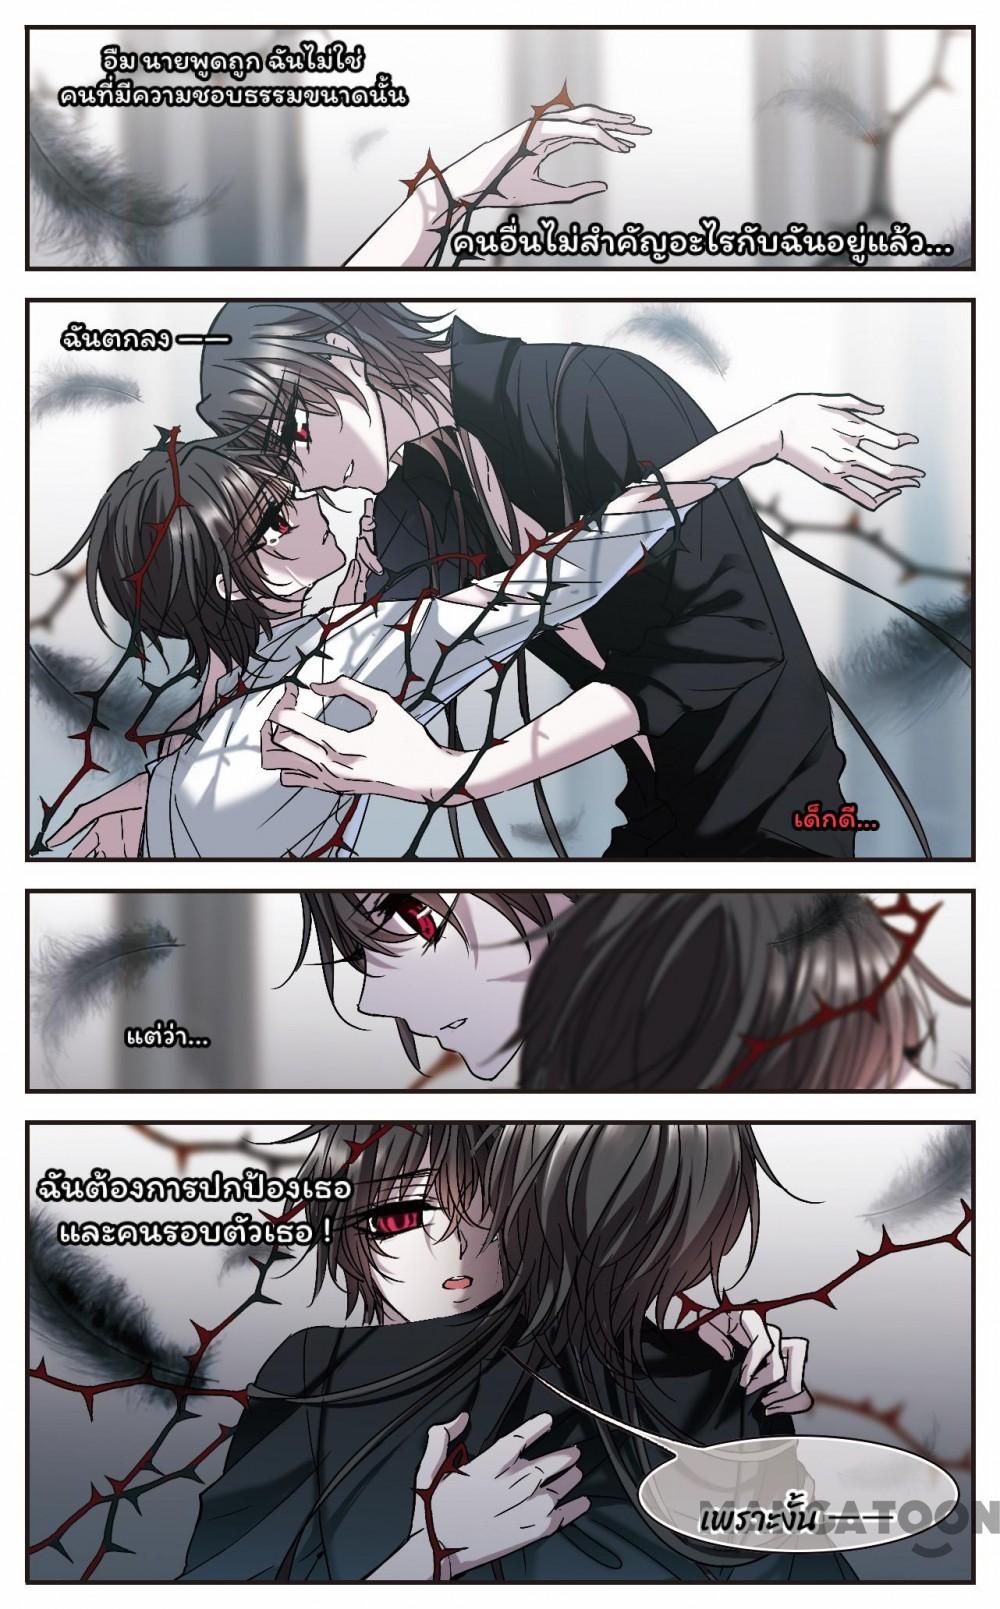 อืม นายพูดถูก ฉันไม่ใช่
คนที่มีความชอบธรรมขนาดนั้น
คนอื่นไม่สำคัญอะไรกับฉันอยู่แล้ว...
ฉันตกลง ——
เด็กดี...
แต่ว่า...
ฉันต้องการปกป้องเธอ
และคนรอบตัวเธอ !
เพราะงั้น ——
MANGATOON